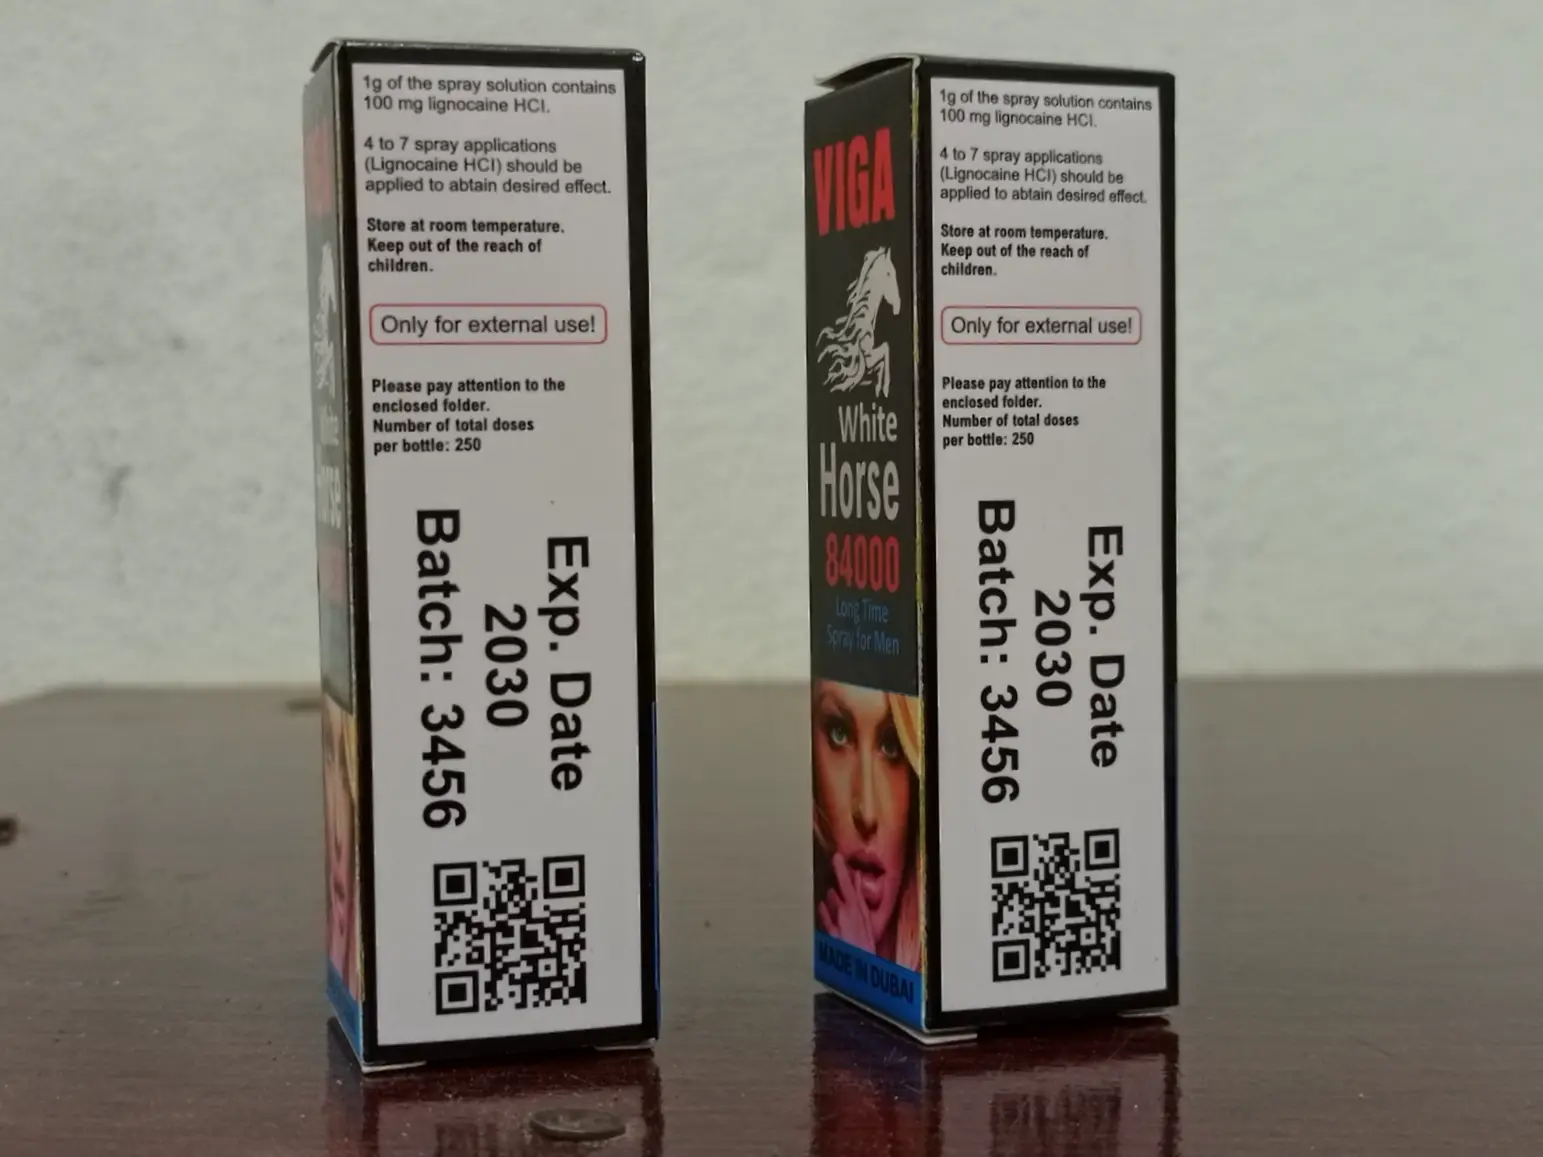 1g of the spray solution contains
100 mg lignocaine HCl.
4 to 7 spray applications
(Lignocaine HCl) should be
applied to abtain desired effect.
Store at room temperature.
Keep out of the reach of
children.
Only for external use!
Please pay attention to the
enclosed folder.
Number of total doses
per bottle: 250
Exp. Date
2030
Batch: 3456
White
Horse
VIGA
White
Horse
84000
Long Time
Spray for Men
MADE IN DUBAI
1g of the spray solution contains
100 mg lignocaine HCl.
4 to 7 spray applications
(Lignocaine HCl) should be
applied to abtain desired effect.
Store at room temperature.
Keep out of the reach of
children.
Only for external use!
Please pay attention to the
enclosed folder.
Number of total doses
per bottle: 250
Exp. Date
2030
Batch: 3456